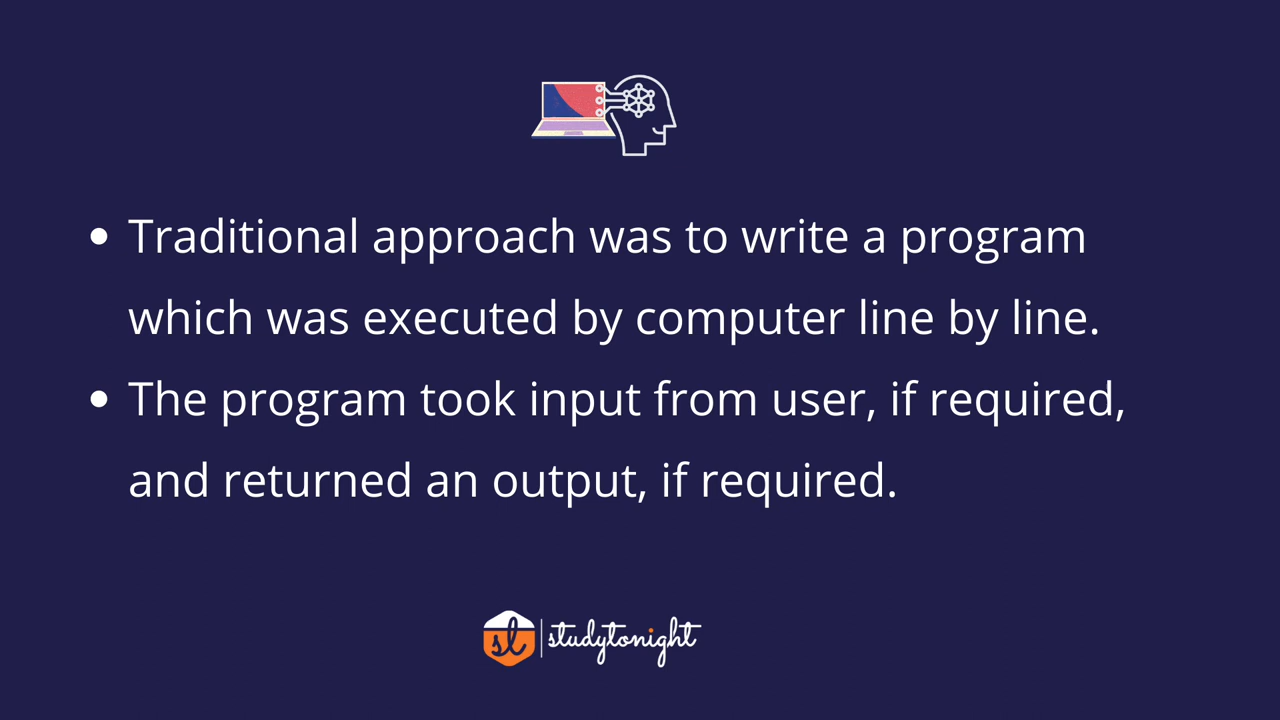 • Traditional approach was to write a program
which was executed by computer line by line.
• The program took input from user, if required,
and returned an output, if required.
st | studytonight